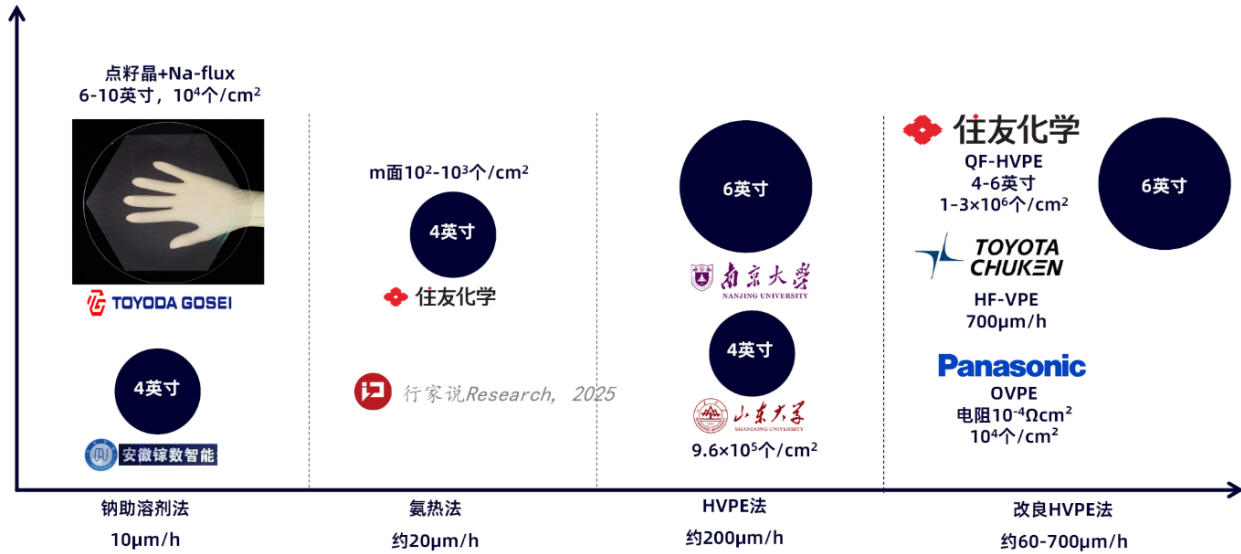 点籽晶+Na-flux
6-10英寸，10⁴个/cm²
TOYODA GOSEI
4英寸
安徽镓数智能
m面10²-10³个/cm²
4英寸
住友化学
行家说Research, 2025
6英寸
南京大学
NANJING UNIVERSITY
4英寸
山东大学
SHANDONG UNIVERSITY
9.6×10⁵个/cm²
住友化学
QF-HVPE
4-6英寸
1-3×10⁶个/cm²
6英寸
TOYOTA
CHUKEN
HF-VPE
700μm/h
Panasonic
OVPE
电阻10⁻⁴Ωcm²
10⁴个/cm²
钠助溶剂法
10μm/h
氨热法
约20μm/h
HVPE法
约200μm/h
改良HVPE法
约60-700μm/h